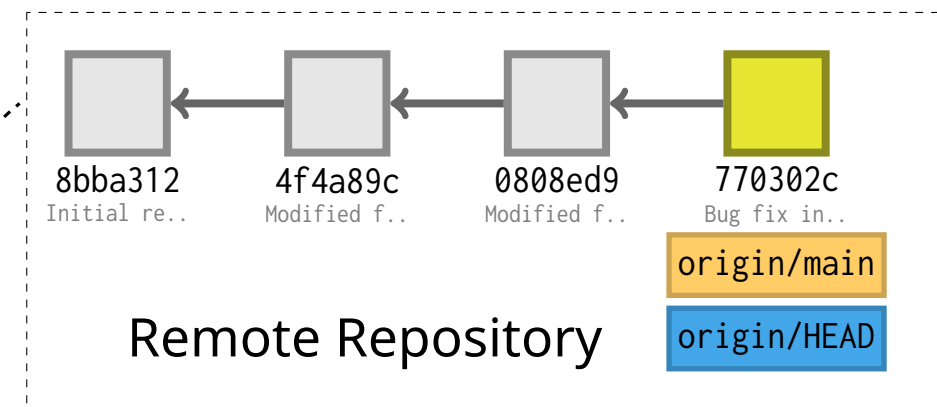 8bba312 4f4a89c 0808ed9 770302c
Initial re.. Modified f.. Modified f.. Bug fix in..
origin/main
Remote Repository
origin/HEAD